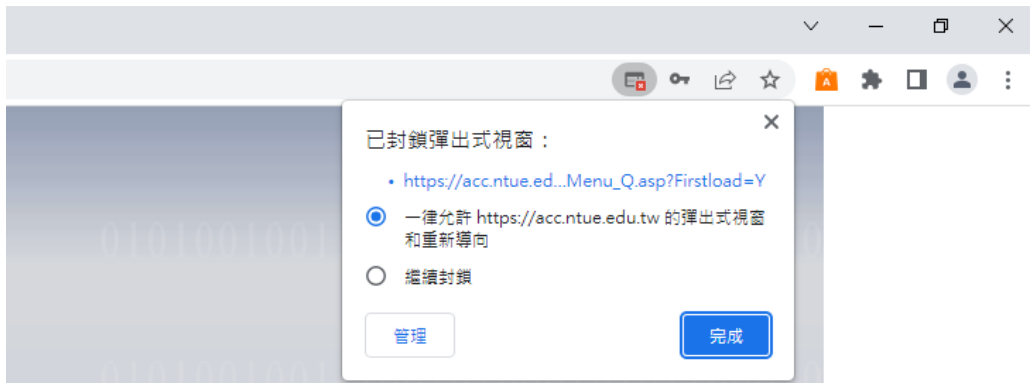 A
已封鎖彈出式視窗：
• https://acc.ntue.ed...Menu_Q.asp?Firstload=Y
一律允許 https://acc.ntue.edu.tw 的彈出式視窗
和重新導向
繼續封鎖
管理
完成
0101001001
0101001001